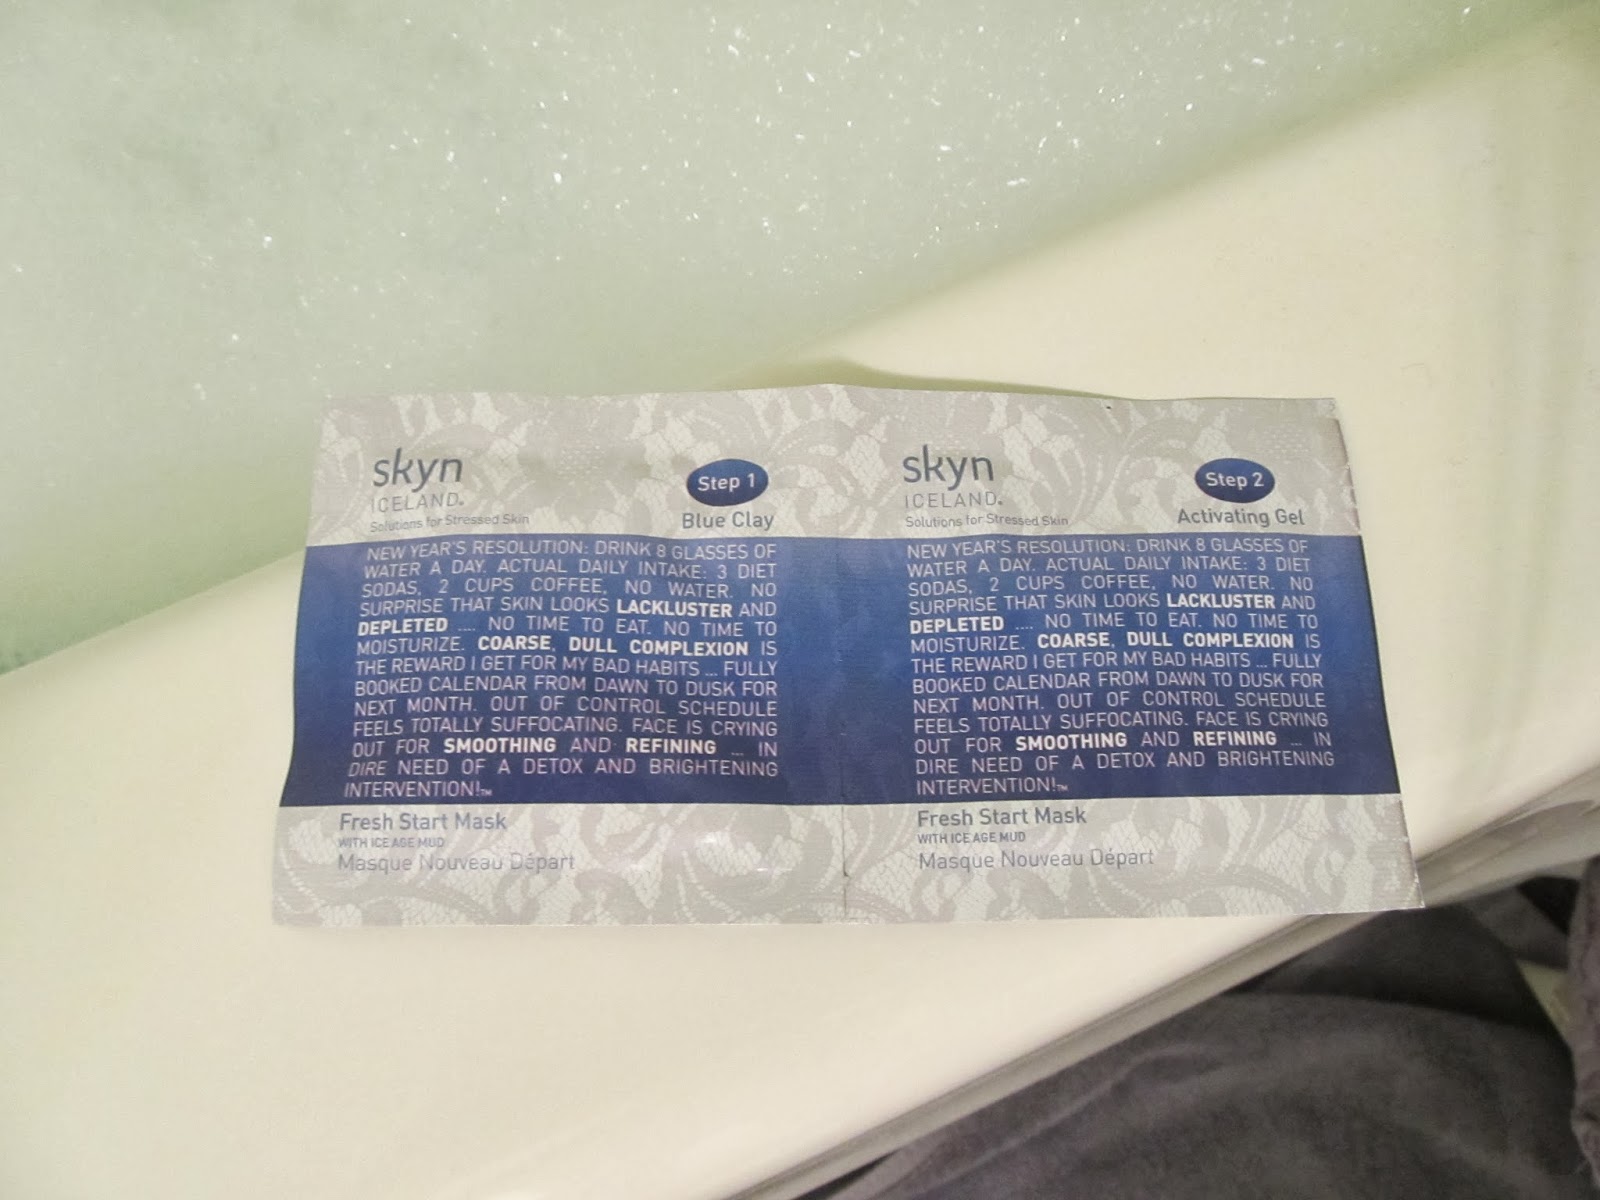 skyn
ICELAND®
Solutions for Stressed Skin
Step 1
Blue Clay
NEW YEAR'S RESOLUTION: DRINK 8 GLASSES OF
WATER A DAY. ACTUAL DAILY INTAKE: 3 DIET
SODAS, 2 CUPS COFFEE, NO WATER. NO
SURPRISE THAT SKIN LOOKS LACKLUSTER AND
DEPLETED .... NO TIME TO EAT. NO TIME TO
MOISTURIZE. COARSE, DULL COMPLEXION IS
THE REWARD I GET FOR MY BAD HABITS ... FULLY
BOOKED CALENDAR FROM DAWN TO DUSK FOR
NEXT MONTH. OUT OF CONTROL SCHEDULE
FEELS TOTALLY SUFFOCATING. FACE IS CRYING
OUT FOR SMOOTHING AND REFINING ... IN
DIRE NEED OF A DETOX AND BRIGHTENING
INTERVENTION!™
Fresh Start Mask
WITH ICE AGE MUD
Masque Nouveau Départ
skyn
ICELAND®
Solutions for Stressed Skin
Step 2
Activating Gel
NEW YEAR'S RESOLUTION: DRINK 8 GLASSES OF
WATER A DAY. ACTUAL DAILY INTAKE: 3 DIET
SODAS, 2 CUPS COFFEE, NO WATER. NO
SURPRISE THAT SKIN LOOKS LACKLUSTER AND
DEPLETED .... NO TIME TO EAT. NO TIME TO
MOISTURIZE. COARSE, DULL COMPLEXION IS
THE REWARD I GET FOR MY BAD HABITS ... FULLY
BOOKED CALENDAR FROM DAWN TO DUSK FOR
NEXT MONTH. OUT OF CONTROL SCHEDULE
FEELS TOTALLY SUFFOCATING. FACE IS CRYING
OUT FOR SMOOTHING AND REFINING ... IN
DIRE NEED OF A DETOX AND BRIGHTENING
INTERVENTION!™
Fresh Start Mask
WITH ICE AGE MUD
Masque Nouveau Départ